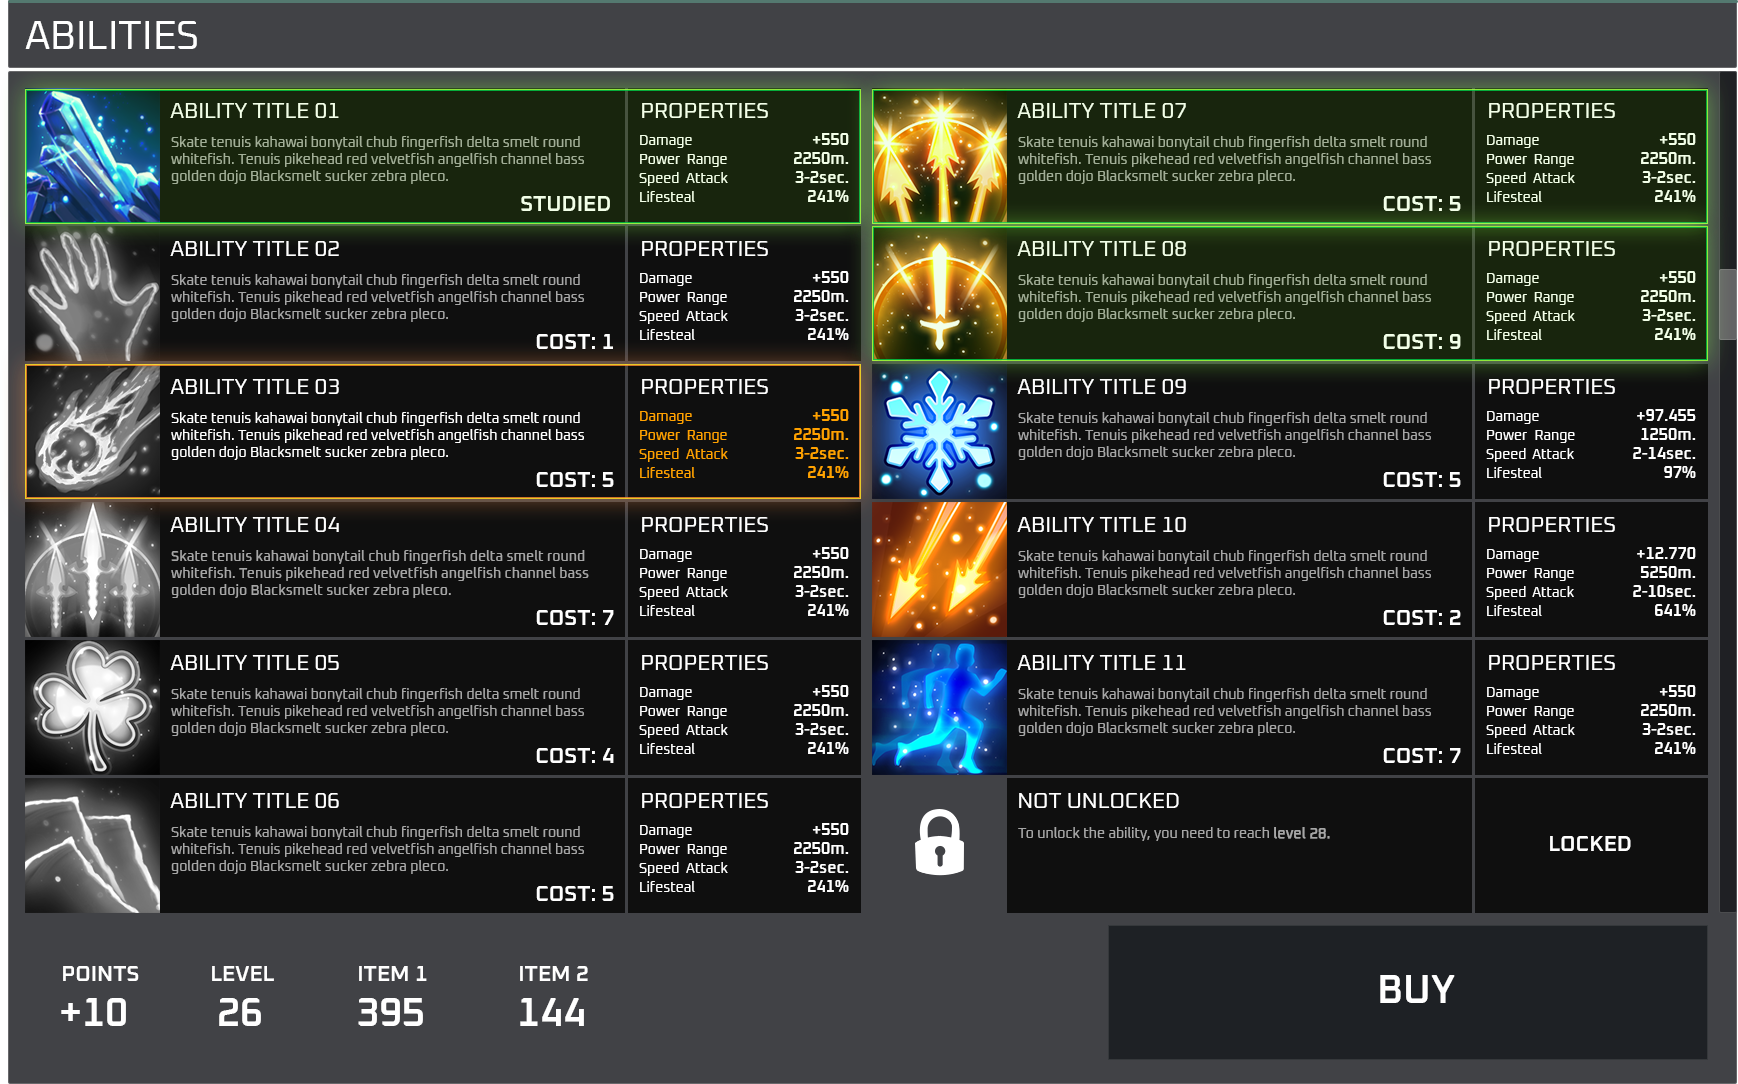 ABILITIES
ABILITY TITLE 01
Skate tenuis kahawai bonytail chub fingerfish delta smelt round
whitefish. Tenuis pikehead red velvetfish angelfish channel bass
golden dojo Blacksmelt sucker zebra pleco.
STUDIED
PROPERTIES
Damage +550
Power Range 2250m.
Speed Attack 3-2sec.
Lifesteal 241%
ABILITY TITLE 02
Skate tenuis kahawai bonytail chub fingerfish delta smelt round
whitefish. Tenuis pikehead red velvetfish angelfish channel bass
golden dojo Blacksmelt sucker zebra pleco.
COST: 1
PROPERTIES
Damage +550
Power Range 2250m.
Speed Attack 3-2sec.
Lifesteal 241%
ABILITY TITLE 03
Skate tenuis kahawai bonytail chub fingerfish delta smelt round
whitefish. Tenuis pikehead red velvetfish angelfish channel bass
golden dojo Blacksmelt sucker zebra pleco.
COST: 5
PROPERTIES
Damage +550
Power Range 2250m.
Speed Attack 3-2sec.
Lifesteal 241%
ABILITY TITLE 04
Skate tenuis kahawai bonytail chub fingerfish delta smelt round
whitefish. Tenuis pikehead red velvetfish angelfish channel bass
golden dojo Blacksmelt sucker zebra pleco.
COST: 7
PROPERTIES
Damage +550
Power Range 2250m.
Speed Attack 3-2sec.
Lifesteal 241%
ABILITY TITLE 05
Skate tenuis kahawai bonytail chub fingerfish delta smelt round
whitefish. Tenuis pikehead red velvetfish angelfish channel bass
golden dojo Blacksmelt sucker zebra pleco.
COST: 4
PROPERTIES
Damage +550
Power Range 2250m.
Speed Attack 3-2sec.
Lifesteal 241%
ABILITY TITLE 06
Skate tenuis kahawai bonytail chub fingerfish delta smelt round
whitefish. Tenuis pikehead red velvetfish angelfish channel bass
golden dojo Blacksmelt sucker zebra pleco.
COST: 5
PROPERTIES
Damage +550
Power Range 2250m.
Speed Attack 3-2sec.
Lifesteal 241%
ABILITY TITLE 07
Skate tenuis kahawai bonytail chub fingerfish delta smelt round
whitefish. Tenuis pikehead red velvetfish angelfish channel bass
golden dojo Blacksmelt sucker zebra pleco.
COST: 5
PROPERTIES
Damage +550
Power Range 2250m.
Speed Attack 3-2sec.
Lifesteal 241%
ABILITY TITLE 08
Skate tenuis kahawai bonytail chub fingerfish delta smelt round
whitefish. Tenuis pikehead red velvetfish angelfish channel bass
golden dojo Blacksmelt sucker zebra pleco.
COST: 9
PROPERTIES
Damage +550
Power Range 2250m.
Speed Attack 3-2sec.
Lifesteal 241%
ABILITY TITLE 09
Skate tenuis kahawai bonytail chub fingerfish delta smelt round
whitefish. Tenuis pikehead red velvetfish angelfish channel bass
golden dojo Blacksmelt sucker zebra pleco.
COST: 5
PROPERTIES
Damage +97.455
Power Range 1250m.
Speed Attack 2-14sec.
Lifesteal 97%
ABILITY TITLE 10
Skate tenuis kahawai bonytail chub fingerfish delta smelt round
whitefish. Tenuis pikehead red velvetfish angelfish channel bass
golden dojo Blacksmelt sucker zebra pleco.
COST: 2
PROPERTIES
Damage +12.770
Power Range 5250m.
Speed Attack 2-10sec.
Lifesteal 641%
ABILITY TITLE 11
Skate tenuis kahawai bonytail chub fingerfish delta smelt round
whitefish. Tenuis pikehead red velvetfish angelfish channel bass
golden dojo Blacksmelt sucker zebra pleco.
COST: 7
PROPERTIES
Damage +550
Power Range 2250m.
Speed Attack 3-2sec.
Lifesteal 241%
NOT UNLOCKED
To unlock the ability, you need to reach level 28.
LOCKED
POINTS LEVEL ITEM 1 ITEM 2
+10 26 395 144
BUY